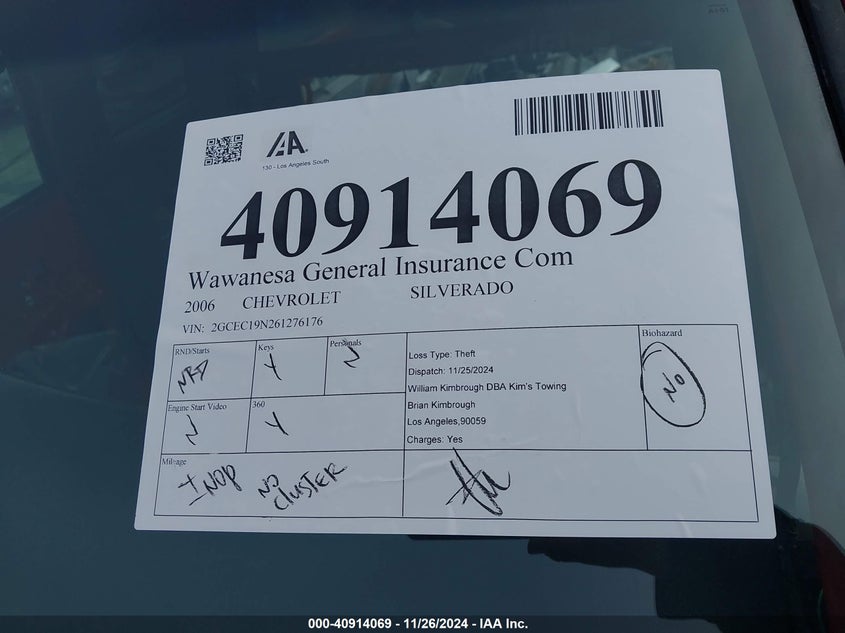 IAA.
130 - Los Angeles South
40914069
Wawanesa General Insurance Com
2006 CHEVROLET SILVERADO
VIN: 2GCEC19N261276176
RND/Starts
Keys
Y
Personals
N
Loss Type: Theft
Dispatch: 11/25/2024
William Kimbrough DBA Kim's Towing
Brian Kimbrough
Los Angeles,90059
Charges: Yes
Biohazard
NO
Engine Start Video
N
360
Y
Mileage
INOP
NO
CLUSTER
000-40914069 - 11/26/2024 - IAA Inc.